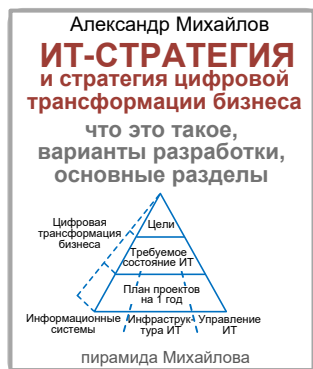 Александр Михайлов
ИТ-СТРАТЕГИЯ
и стратегия цифровой
трансформации бизнеса
что это такое,
варианты разработки,
основные разделы
Цифровая
трансформация
бизнеса
Цели
Требуемое
состояние ИТ
План проектов
на 1 год
Информационные
системы
Инфраструк-
тура ИТ
Управление
ИТ
пирамида Михайлова